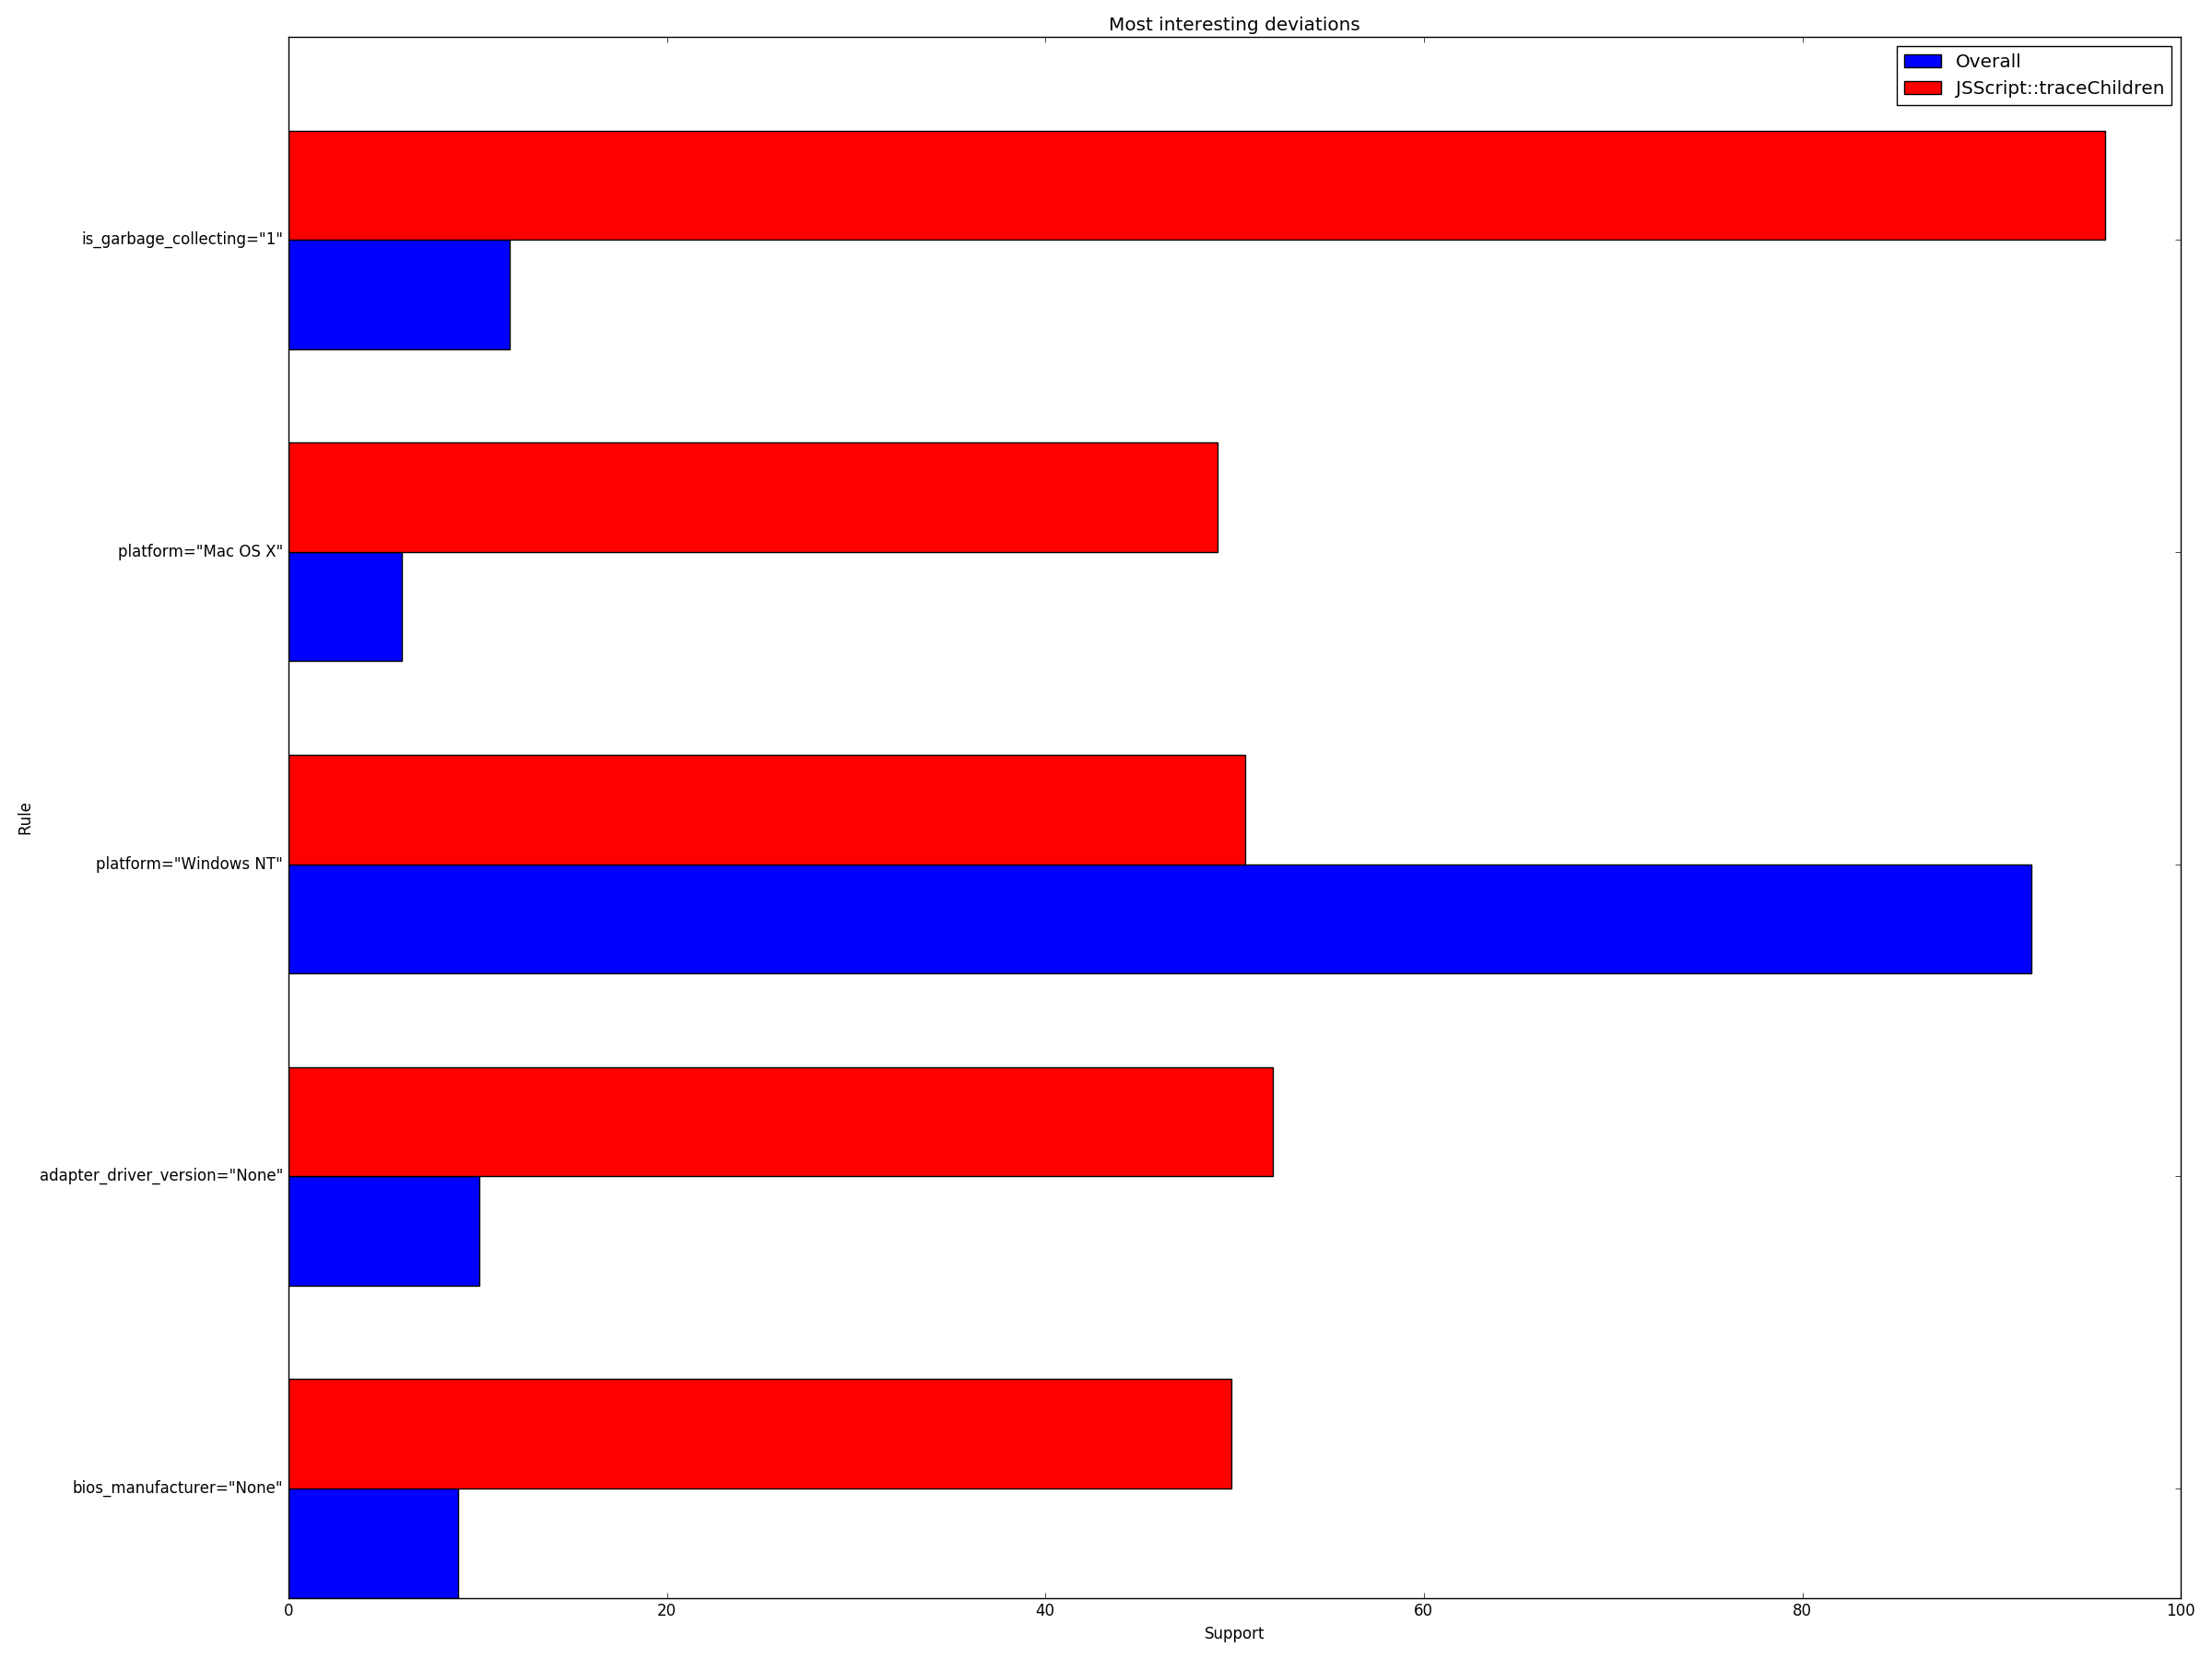 Most interesting deviations
Overall
JSScript::traceChildren
is_garbage_collecting="1"
platform="Mac OS X"
platform="Windows NT"
adapter_driver_version="None"
bios_manufacturer="None"
Rule
0 20 40 60 80 100
Support